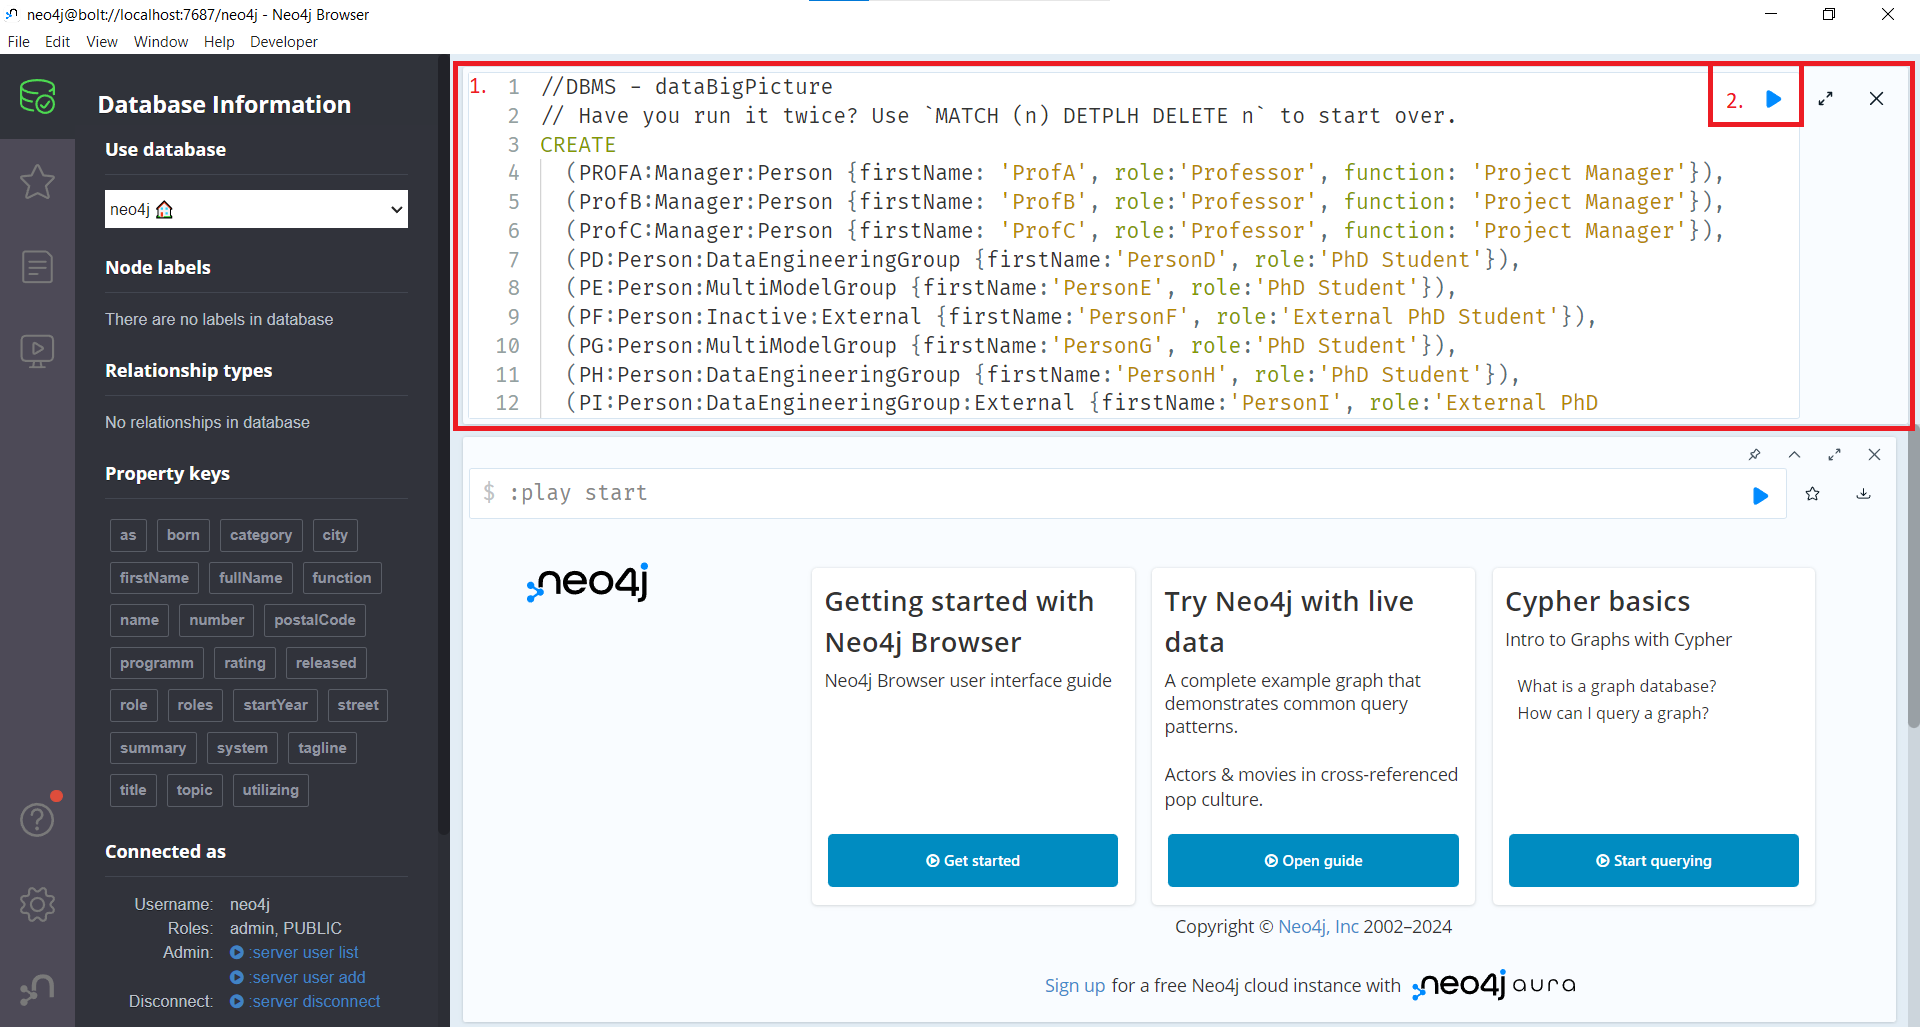 neo4j@bolt://localhost:7687/neo4j - Neo4j Browser
File Edit View Window Help Developer
Database Information
Use database
neo4j
Node labels
There are no labels in database
Relationship types
No relationships in database
Property keys
as born category city
firstName fullName function
name number postalCode
programm rating released
role roles startYear street
summary system tagline
title topic utilizing
Connected as
Username: neo4j
Roles: admin, PUBLIC
Admin: :server user list
:server user add
Disconnect: :server disconnect
1.
1 //DBMS - dataBigPicture
2 // Have you run it twice? Use `MATCH (n) DETPLH DELETE n` to start over.
3 CREATE
4 (PROFA:Manager:Person {firstName: 'ProfA', role:'Professor', function: 'Project Manager'}),
5 (ProfB:Manager:Person {firstName: 'ProfB', role:'Professor', function: 'Project Manager'}),
6 (ProfC:Manager:Person {firstName: 'ProfC', role:'Professor', function: 'Project Manager'}),
7 (PD:Person:DataEngineeringGroup {firstName:'PersonD', role:'PhD Student'}),
8 (PE:Person:MultiModelGroup {firstName:'PersonE', role:'PhD Student'}),
9 (PF:Person:Inactive:External {firstName:'PersonF', role:'External PhD Student'}),
10 (PG:Person:MultiModelGroup {firstName:'PersonG', role:'PhD Student'}),
11 (PH:Person:DataEngineeringGroup {firstName:'PersonH', role:'PhD Student'}),
12 (PI:Person:DataEngineeringGroup:External {firstName:'PersonI', role:'External PhD
2.
$ :play start
neo4j
Getting started with
Neo4j Browser
Neo4j Browser user interface guide
Get started
Try Neo4j with live
data
A complete example graph that
demonstrates common query
patterns.
Actors & movies in cross-referenced
pop culture.
Open guide
Cypher basics
Intro to Graphs with Cypher
What is a graph database?
How can I query a graph?
Start querying
Copyright © Neo4j, Inc 2002–2024
Sign up for a free Neo4j cloud instance with neo4j aura